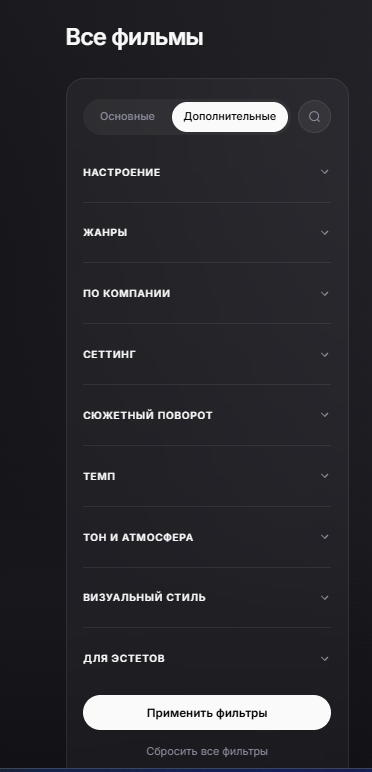 Все фильмы
Основные Дополнительные
НАСТРОЕНИЕ
ЖАНРЫ
ПО КОМПАНИИ
СЕТТИНГ
СЮЖЕТНЫЙ ПОВОРОТ
ТЕМП
ТОН И АТМОСФЕРА
ВИЗУАЛЬНЫЙ СТИЛЬ
ДЛЯ ЭСТЕТОВ
Применить фильтры
Сбросить все фильтры